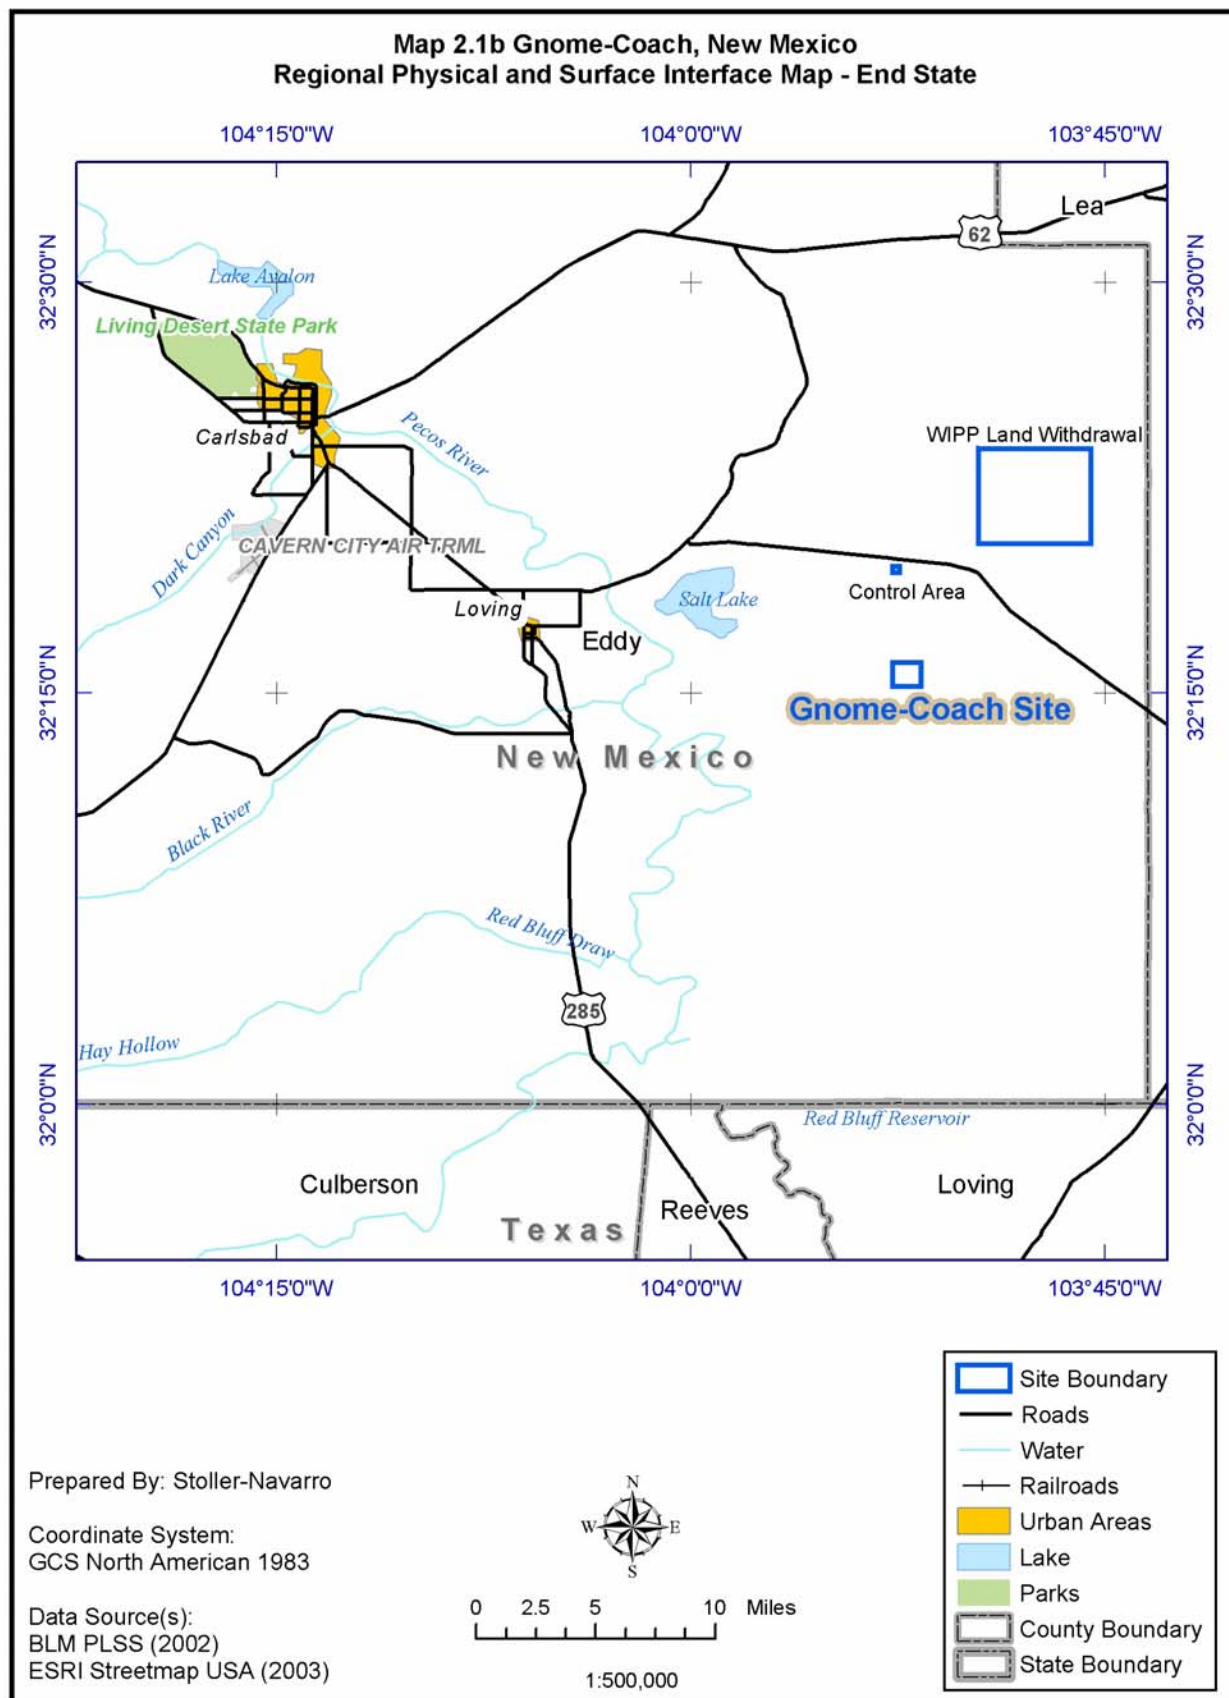 Map 2.1b Gnome-Coach, New Mexico
Regional Physical and Surface Interface Map - End State
104°15'0"W 104°0'0"W 103°45'0"W
Lea
62
32°30'0"N 32°30'0"N
Lake Avalon
Living Desert State Park
Carlsbad
Pecos River
WIPP Land Withdrawal
Dark Canyon
CAVERN CITY AIR TRML
Control Area
Salt Lake
Loving
Eddy
32°15'0"N 32°15'0"N
Gnome-Coach Site
New Mexico
Black River
Red Bluff Draw
285
Hay Hollow
32°0'0"N 32°0'0"N
Red Bluff Reservoir
Culberson
Loving
Reeves
Texas
104°15'0"W 104°0'0"W 103°45'0"W
Site Boundary
Roads
Water
Railroads
Urban Areas
Lake
Parks
County Boundary
State Boundary
Prepared By: Stoller-Navarro
Coordinate System:
GCS North American 1983
Data Source(s):
BLM PLSS (2002)
ESRI Streetmap USA (2003)
N
W E
S
0 2.5 5 10 Miles
1:500,000